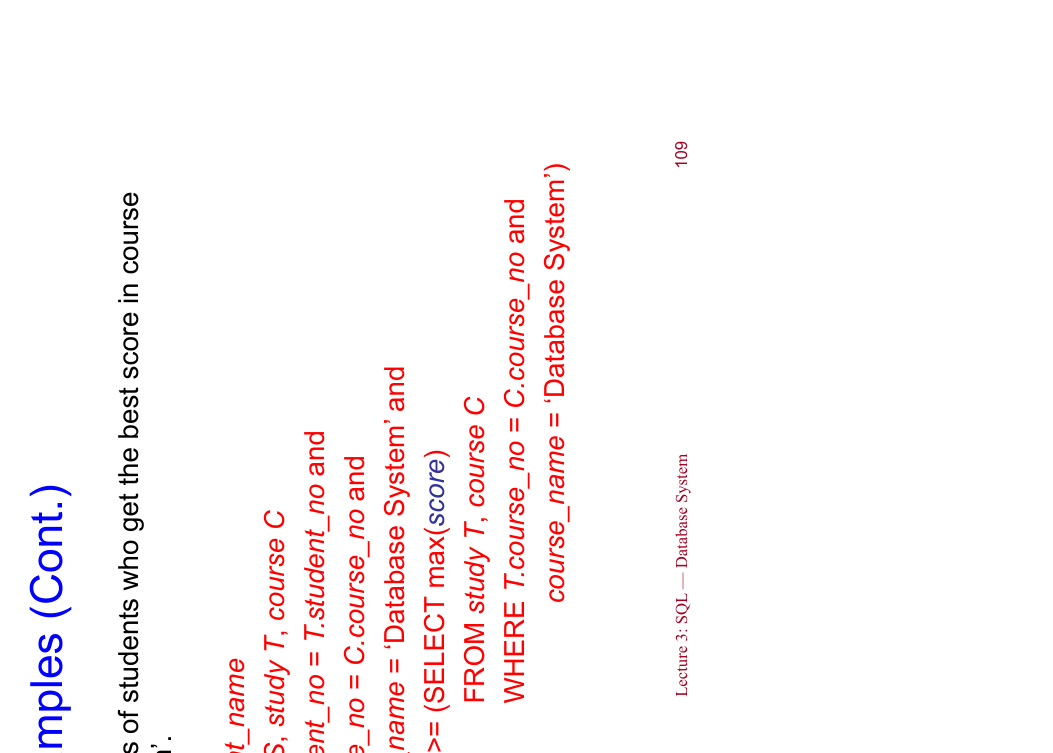 mples (Cont.)
s of students who get the best score in course
n’.
nt_name
S, study T, course C
ent_no = T.student_no and
e_no = C.course_no and
_name = ‘Database System’ and
>= (SELECT max(score)
FROM study T, course C
WHERE T.course_no = C.course_no and
course_name = ‘Database System’)
Lecture 3: SQL — Database System 109